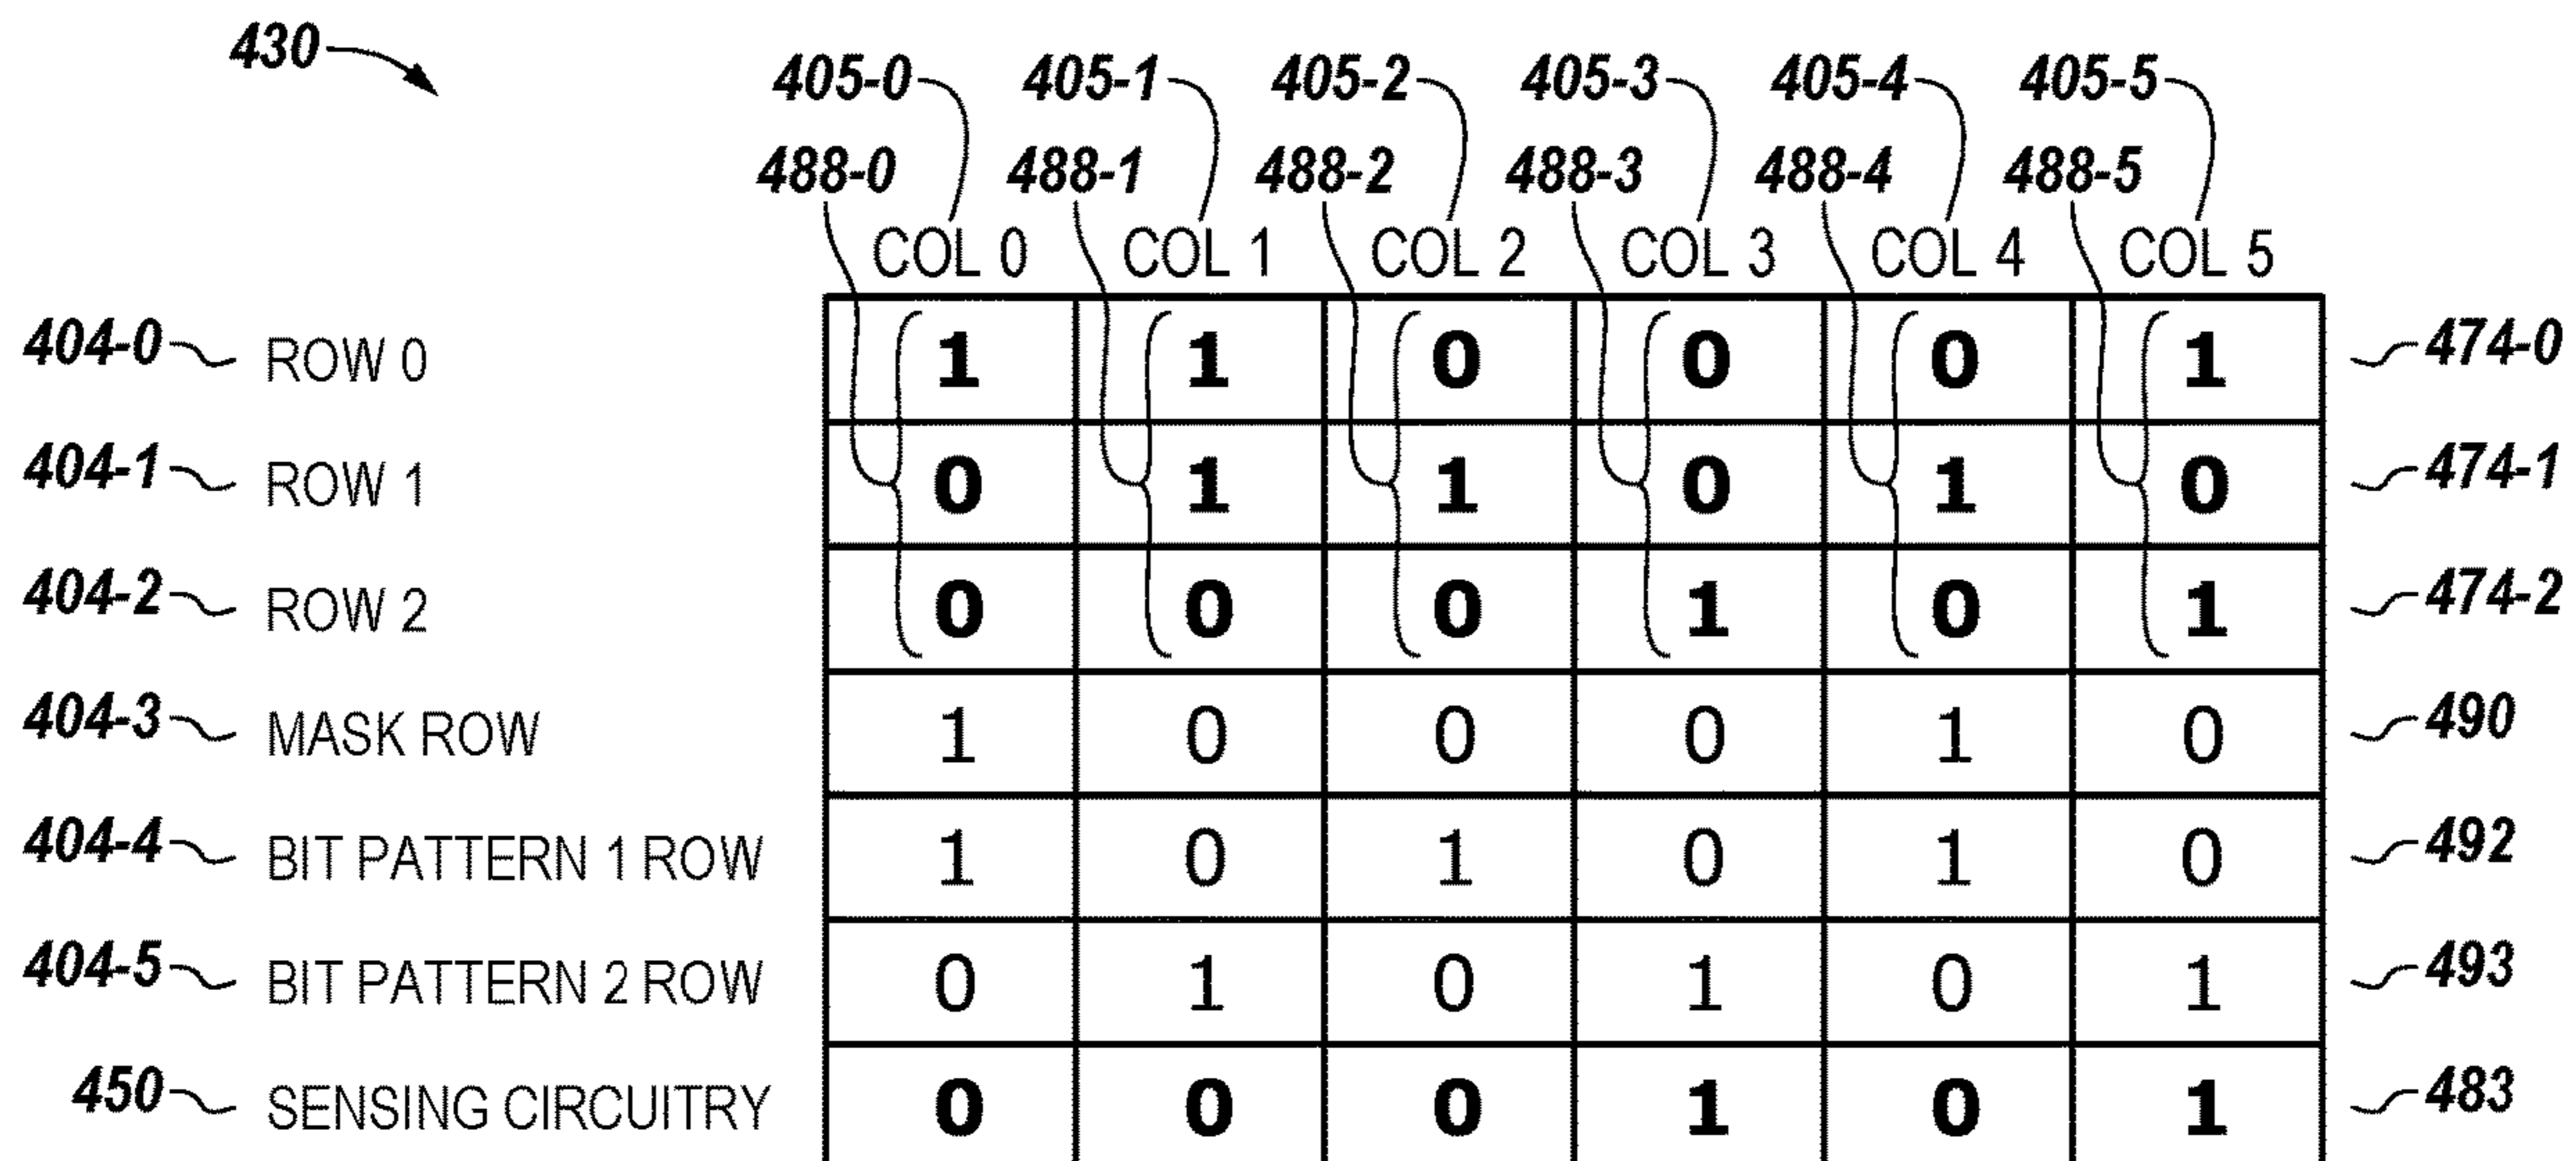 430
405-0 405-1 405-2 405-3 405-4 405-5
488-0 488-1 488-2 488-3 488-4 488-5
COL 0 COL 1 COL 2 COL 3 COL 4 COL 5
404-0 ROW 0 1 1 0 0 0 1 474-0
404-1 ROW 1 0 1 1 0 1 0 474-1
404-2 ROW 2 0 0 0 1 0 1 474-2
404-3 MASK ROW 1 0 0 0 1 0 490
404-4 BIT PATTERN 1 ROW 1 0 1 0 1 0 492
404-5 BIT PATTERN 2 ROW 0 1 0 1 0 1 493
450 SENSING CIRCUITRY 0 0 0 1 0 1 483